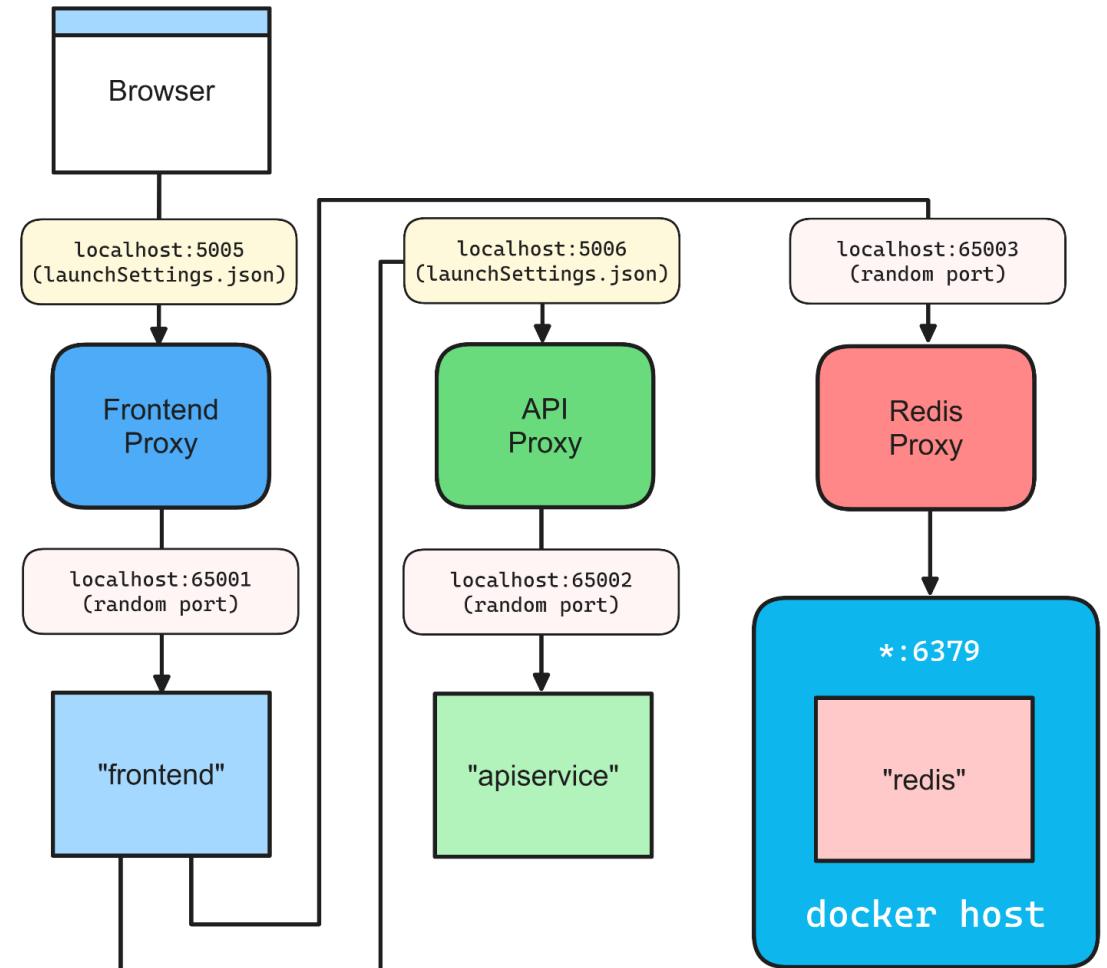 Browser
localhost:5005
(launchSettings.json)
localhost:5006
(launchSettings.json)
localhost:65003
(random port)
Frontend
Proxy
API
Proxy
Redis
Proxy
localhost:65001
(random port)
localhost:65002
(random port)
*:6379
"frontend"
"apiservice"
"redis"
docker host